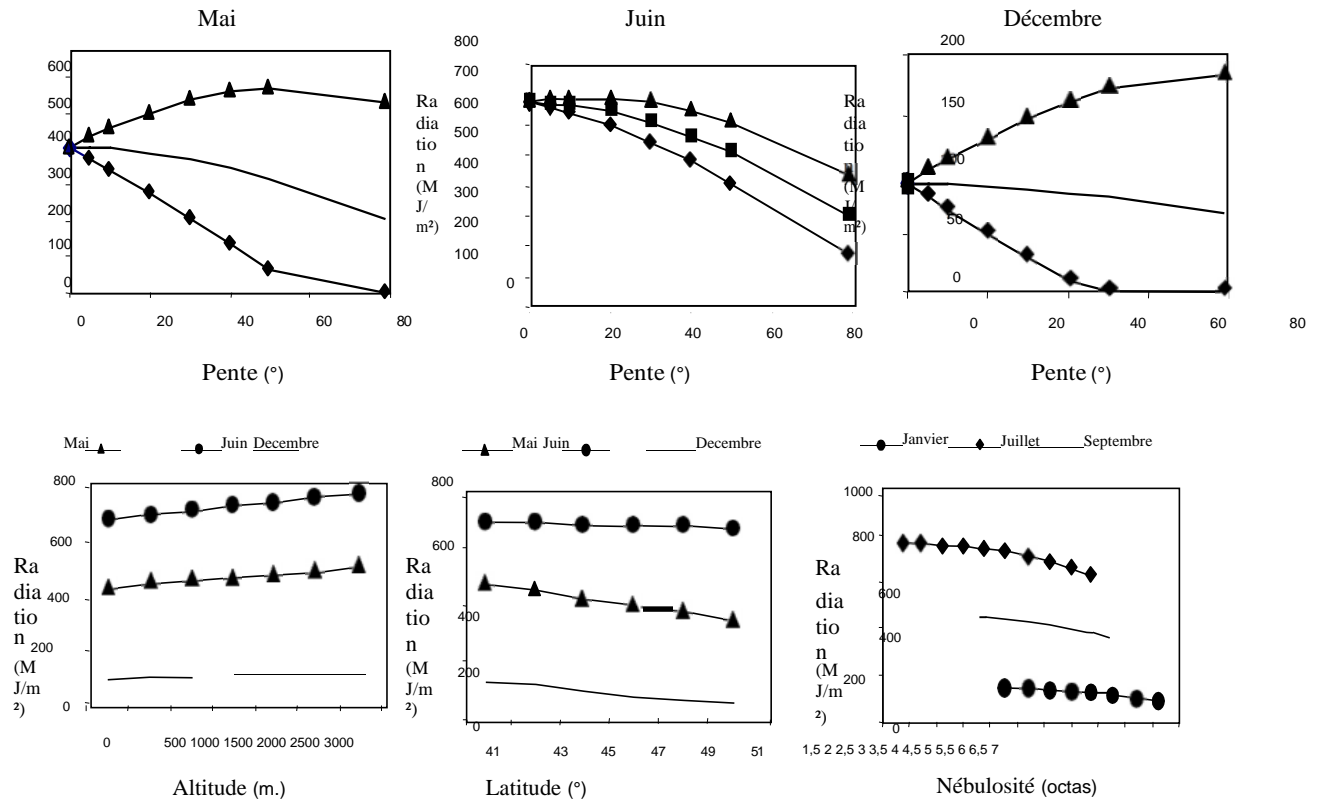 Mai
600
500
400
300
200
100
0
0 20 40 60 80
Pente (°)
Juin
800
700
600
500
400
300
200
100
0
Ra
dia
tio
n
(M
J/
m²)
0 20 40 60 80
Pente (°)
Décembre
200
150
50
0
Ra
dia
tio
(M
m²)
0 20 40 60 80
Pente (°)
Mai Juin Decembre
800
600
400
200
0
Ra
dia
tio
n
(M
J/m
²)
0 500 1000 1500 2000 2500 3000
Altitude (m.)
Mai Juin Decembre
800
600
400
200
0
Ra
dia
tio
n
(M
J/m
²)
41 43 45 47 49 51
Latitude (°)
Janvier Juillet Septembre
1000
800
600
400
200
0
Ra
dia
tio
n
(M
J/m
²)
1,5 2 2,5 3 3,5 4 4,5 5 5,5 6 6,5 7
Nébulosité (octas)